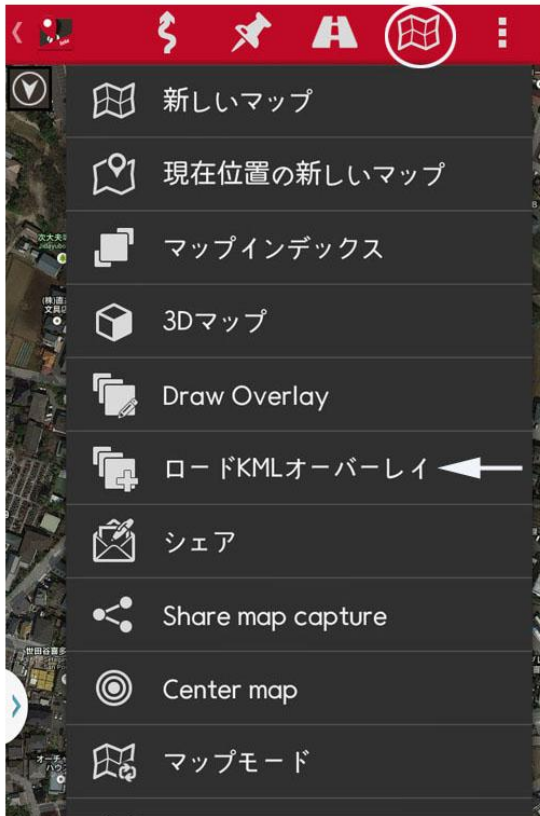 新しいマップ
現在位置の新しいマップ
マップインデックス
3Dマップ
Draw Overlay
ロードKMLオーバーレイ
シェア
Share map capture
Center map
マップモード